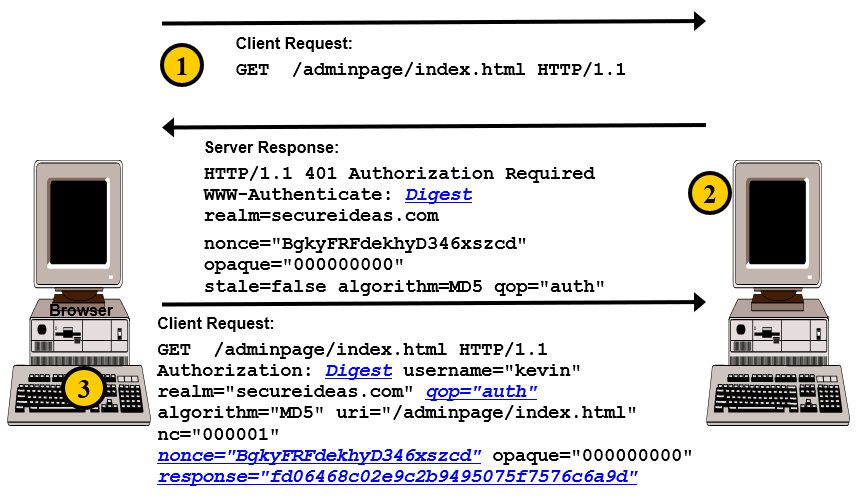 Client Request:
1
GET  /adminpage/index.html HTTP/1.1
Server Response:
HTTP/1.1 401 Authorization Required
WWW-Authenticate: Digest
2
realm=secureideas.com
nonce="BgkyFRFdekhyD346xszcd"
opaque="000000000"
stale=false algorithm=MD5 qop="auth"
Browser
Client Request:
GET  /adminpage/index.html HTTP/1.1
Authorization: Digest username="kevin"
3
realm="secureideas.com" qop="auth"
algorithm="MD5" uri="/adminpage/index.html"
nc="000001"
nonce="BgkyFRFdekhyD346xszcd" opaque="000000000"
response="fd06468c02e9c2b9495075f7576c6a9d"